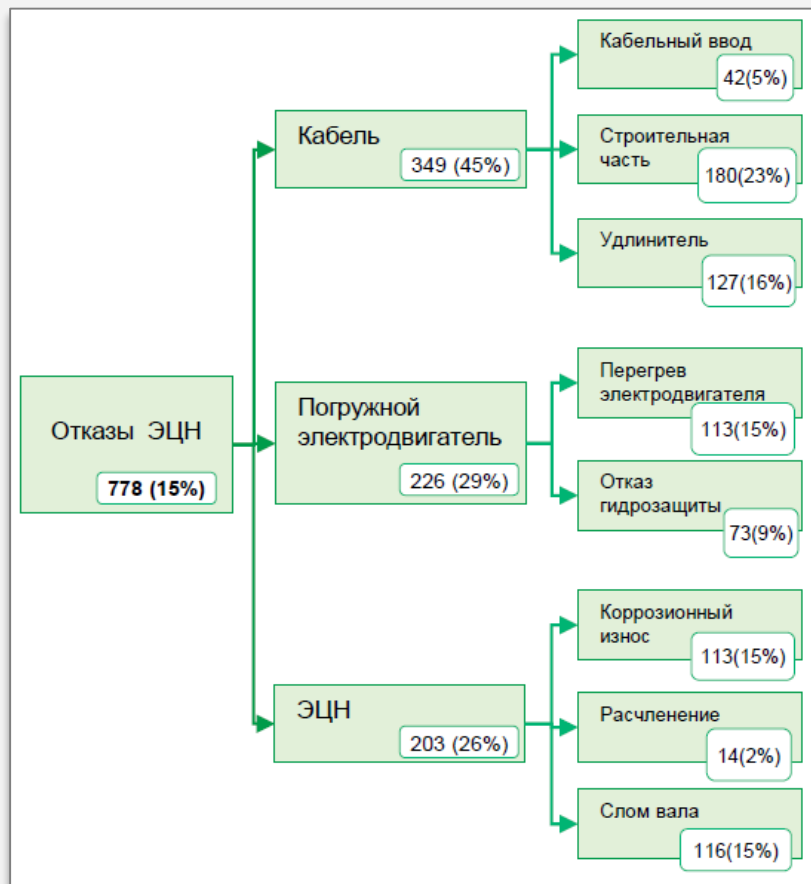 Отказы ЭЦН
778 (15%)
Кабель
349 (45%)
Кабельный ввод
42(5%)
Строительная
часть
180(23%)
Удлинитель
127(16%)
Погружной
электродвигатель
226 (29%)
Перегрев
электродвигателя
113(15%)
Отказ
гидрозащиты
73(9%)
ЭЦН
203 (26%)
Коррозионный
износ
113(15%)
Расчленение
14(2%)
Слом вала
116(15%)